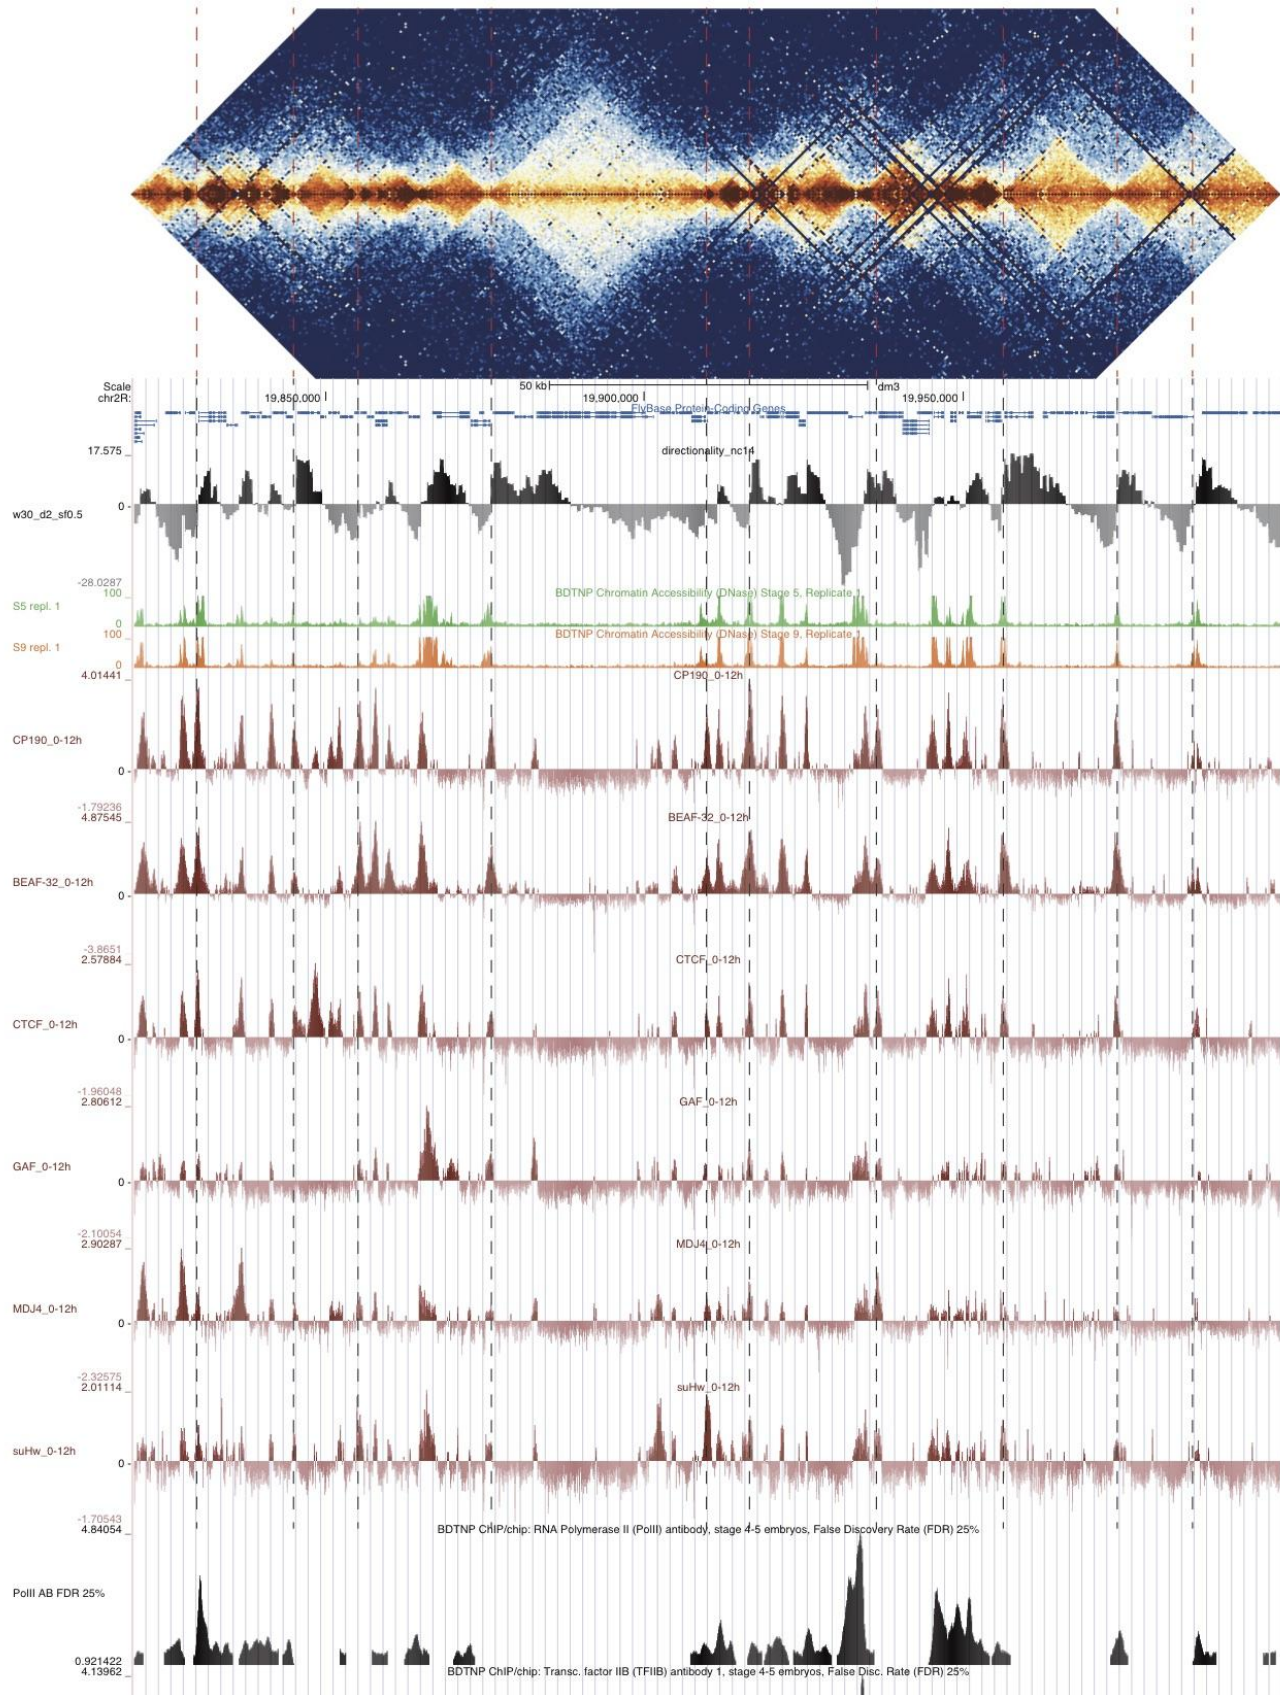 Scale
chr2R:
50 kb
dm3
19,850,000
19,900,000
19,950,000
FlyBase Protein-Coding Genes
17.575
directionality_nc14
0
w30_d2_sf0.5
-28.0287
100
BDTNP Chromatin Accessibility (DNase) Stage 5, Replicate 1
S5 repl. 1
0
100
BDTNP Chromatin Accessibility (DNase) Stage 9, Replicate 1
S9 repl. 1
0
4.01441
CP190_0-12h
CP190_0-12h
0
-1.79236
4.87545
BEAF-32_0-12h
BEAF-32_0-12h
0
-3.8651
2.57884
CTCF_0-12h
CTCF_0-12h
0
-1.96048
2.80612
GAF_0-12h
GAF_0-12h
0
-2.10054
2.90287
MDJ4_0-12h
MDJ4_0-12h
0
-2.32575
2.01114
suHw_0-12h
suHw_0-12h
0
-1.70543
4.84054
BDTNP ChIP/chip: RNA Polymerase II (PolII) antibody, stage 4-5 embryos, False Discovery Rate (FDR) 25%
PolII AB FDR 25%
0.921422
4.13962
BDTNP ChIP/chip: Transc. factor IIB (TFIIB) antibody 1, stage 4-5 embryos, False Disc. Rate (FDR) 25%